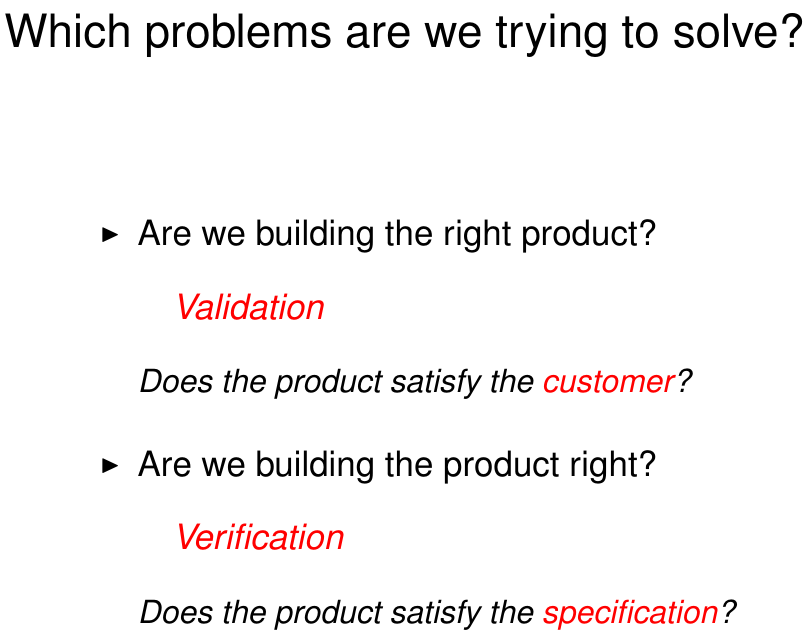 Which problems are we trying to solve?
▶ Are we building the right product?
Validation
Does the product satisfy the customer?
▶ Are we building the product right?
Verification
Does the product satisfy the specification?